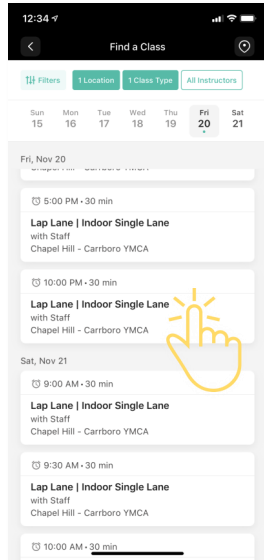 12:34
Find a Class
Filters
1 Location
1 Class Type
All Instructors
Sun Mon Tue Wed Thu Fri Sat
15 16 17 18 19 20 21
Fri, Nov 20
Chapel Hill - Carrboro YMCA
5:00 PM • 30 min
Lap Lane | Indoor Single Lane
with Staff
Chapel Hill - Carrboro YMCA
10:00 PM • 30 min
Lap Lane | Indoor Single Lane
with Staff
Chapel Hill - Carrboro YMCA
Sat, Nov 21
9:00 AM • 30 min
Lap Lane | Indoor Single Lane
with Staff
Chapel Hill - Carrboro YMCA
9:30 AM • 30 min
Lap Lane | Indoor Single Lane
with Staff
Chapel Hill - Carrboro YMCA
10:00 AM • 30 min